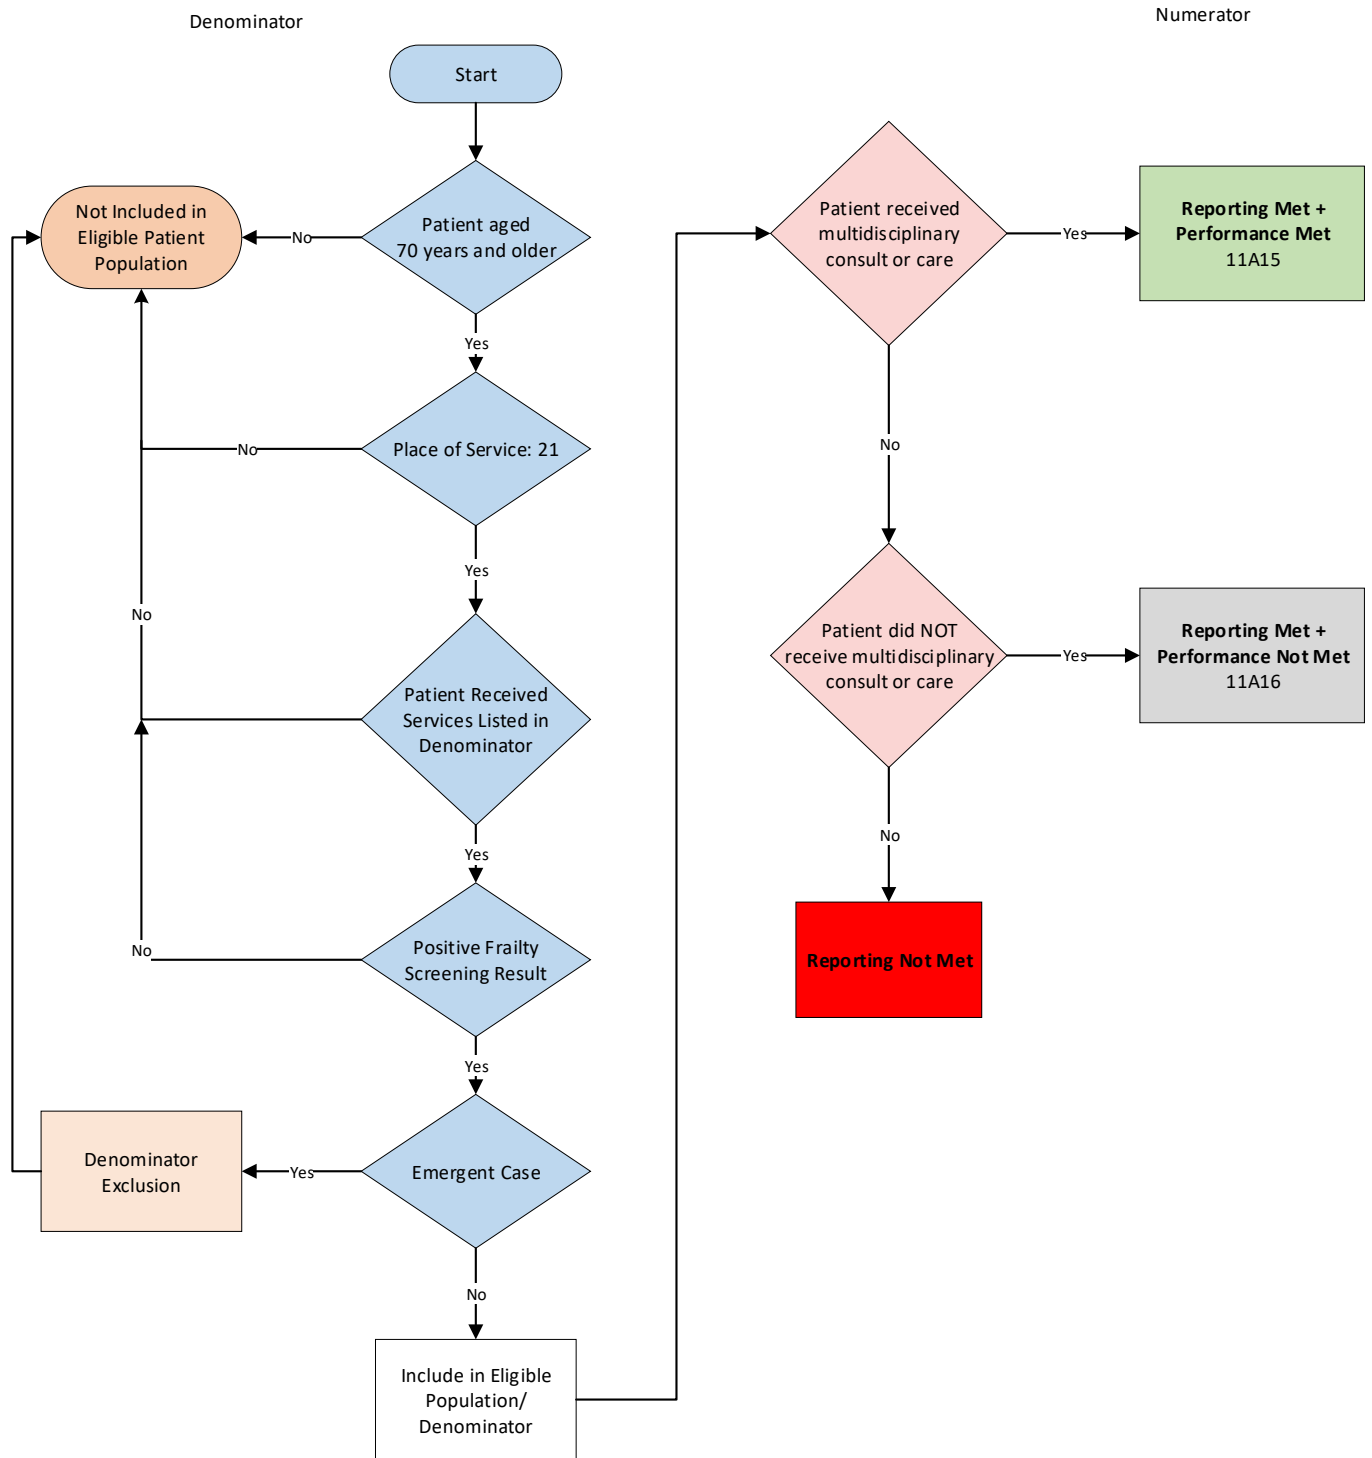 Denominator
Numerator
Start
Patient aged
70 years and older
No
Not Included in
Eligible Patient
Population
Yes
Place of Service: 21
No
Yes
Patient Received
Services Listed in
Denominator
No
Yes
Positive Frailty
Screening Result
No
Yes
Emergent Case
Yes
Denominator
Exclusion
No
Include in Eligible
Population/
Denominator
Patient received
multidisciplinary
consult or care
Yes
Reporting Met +
Performance Met
11A15
No
Patient did NOT
receive multidisciplinary
consult or care
Yes
Reporting Met +
Performance Not Met
11A16
No
Reporting Not Met